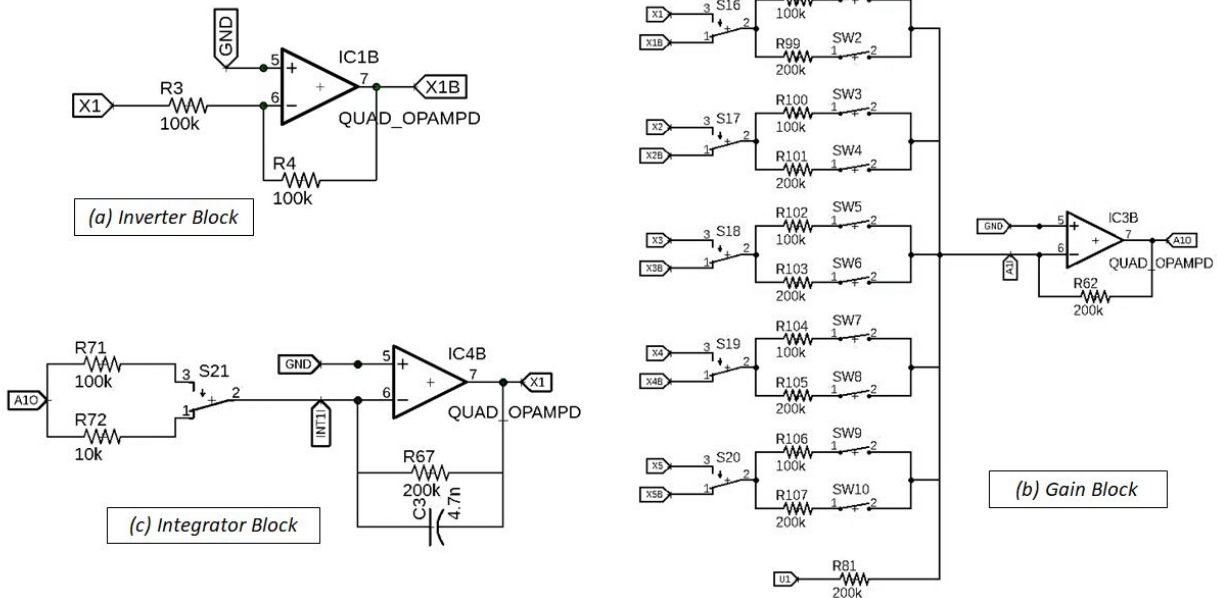 GND
5
IC1B
7
X1B
X1
R3
100k
6
QUAD_OPAMPD
R4
100k
(a) Inverter Block
X1
3
S16
2
100k
1
2
X1B
1
R99
200k
SW2
1
2
X2
3
S17
2
R100
100k
SW3
1
2
X2B
1
R101
200k
SW4
1
2
X3
3
S18
2
R102
100k
SW5
1
2
X3B
1
R103
200k
SW6
1
2
X4
3
S19
2
R104
100k
SW7
1
2
X4B
1
R105
200k
SW8
1
2
X5
3
S20
2
R106
100k
SW9
1
2
X5B
1
R107
200k
SW10
1
2
U1
R81
200k
GND
5
IC3B
7
A1O
6
A1I
QUAD_OPAMPD
R62
200k
(b) Gain Block
A1O
R71
100k
3
S21
2
R72
10k
1
INT1I
GND
5
IC4B
7
X1
6
QUAD_OPAMPD
R67
200k
C3
4.7n
(c) Integrator Block